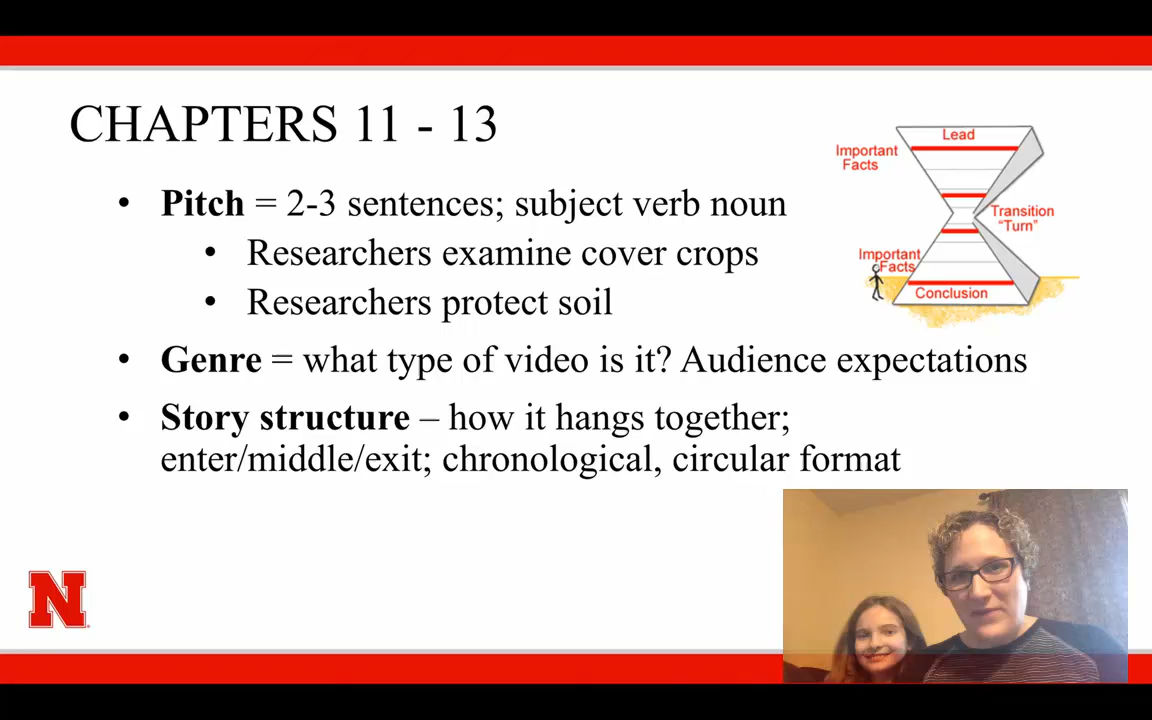 CHAPTERS 11 - 13
• Pitch = 2-3 sentences; subject verb noun
• Researchers examine cover crops
• Researchers protect soil
• Genre = what type of video is it? Audience expectations
• Story structure – how it hangs together;
enter/middle/exit; chronological, circular format
Lead
Important
Facts
Transition
"Turn"
Important
Facts
Conclusion
N